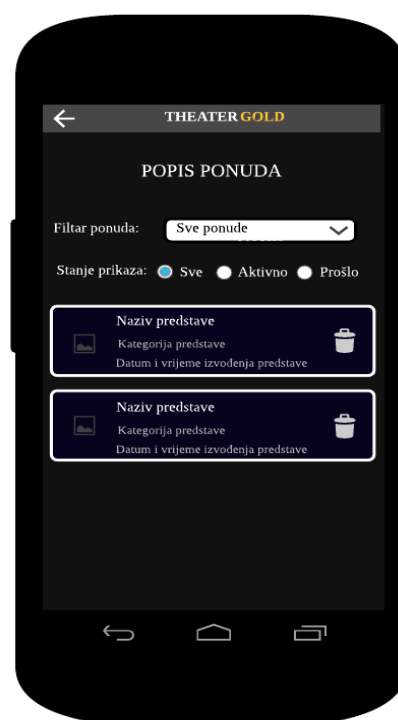 THEATER GOLD
POPIS PONUDA
Filtar ponuda: Sve ponude
Stanje prikaza: Sve Aktivno Prošlo
Naziv predstave
Kategorija predstave
Datum i vrijeme izvođenja predstave
Naziv predstave
Kategorija predstave
Datum i vrijeme izvođenja predstave